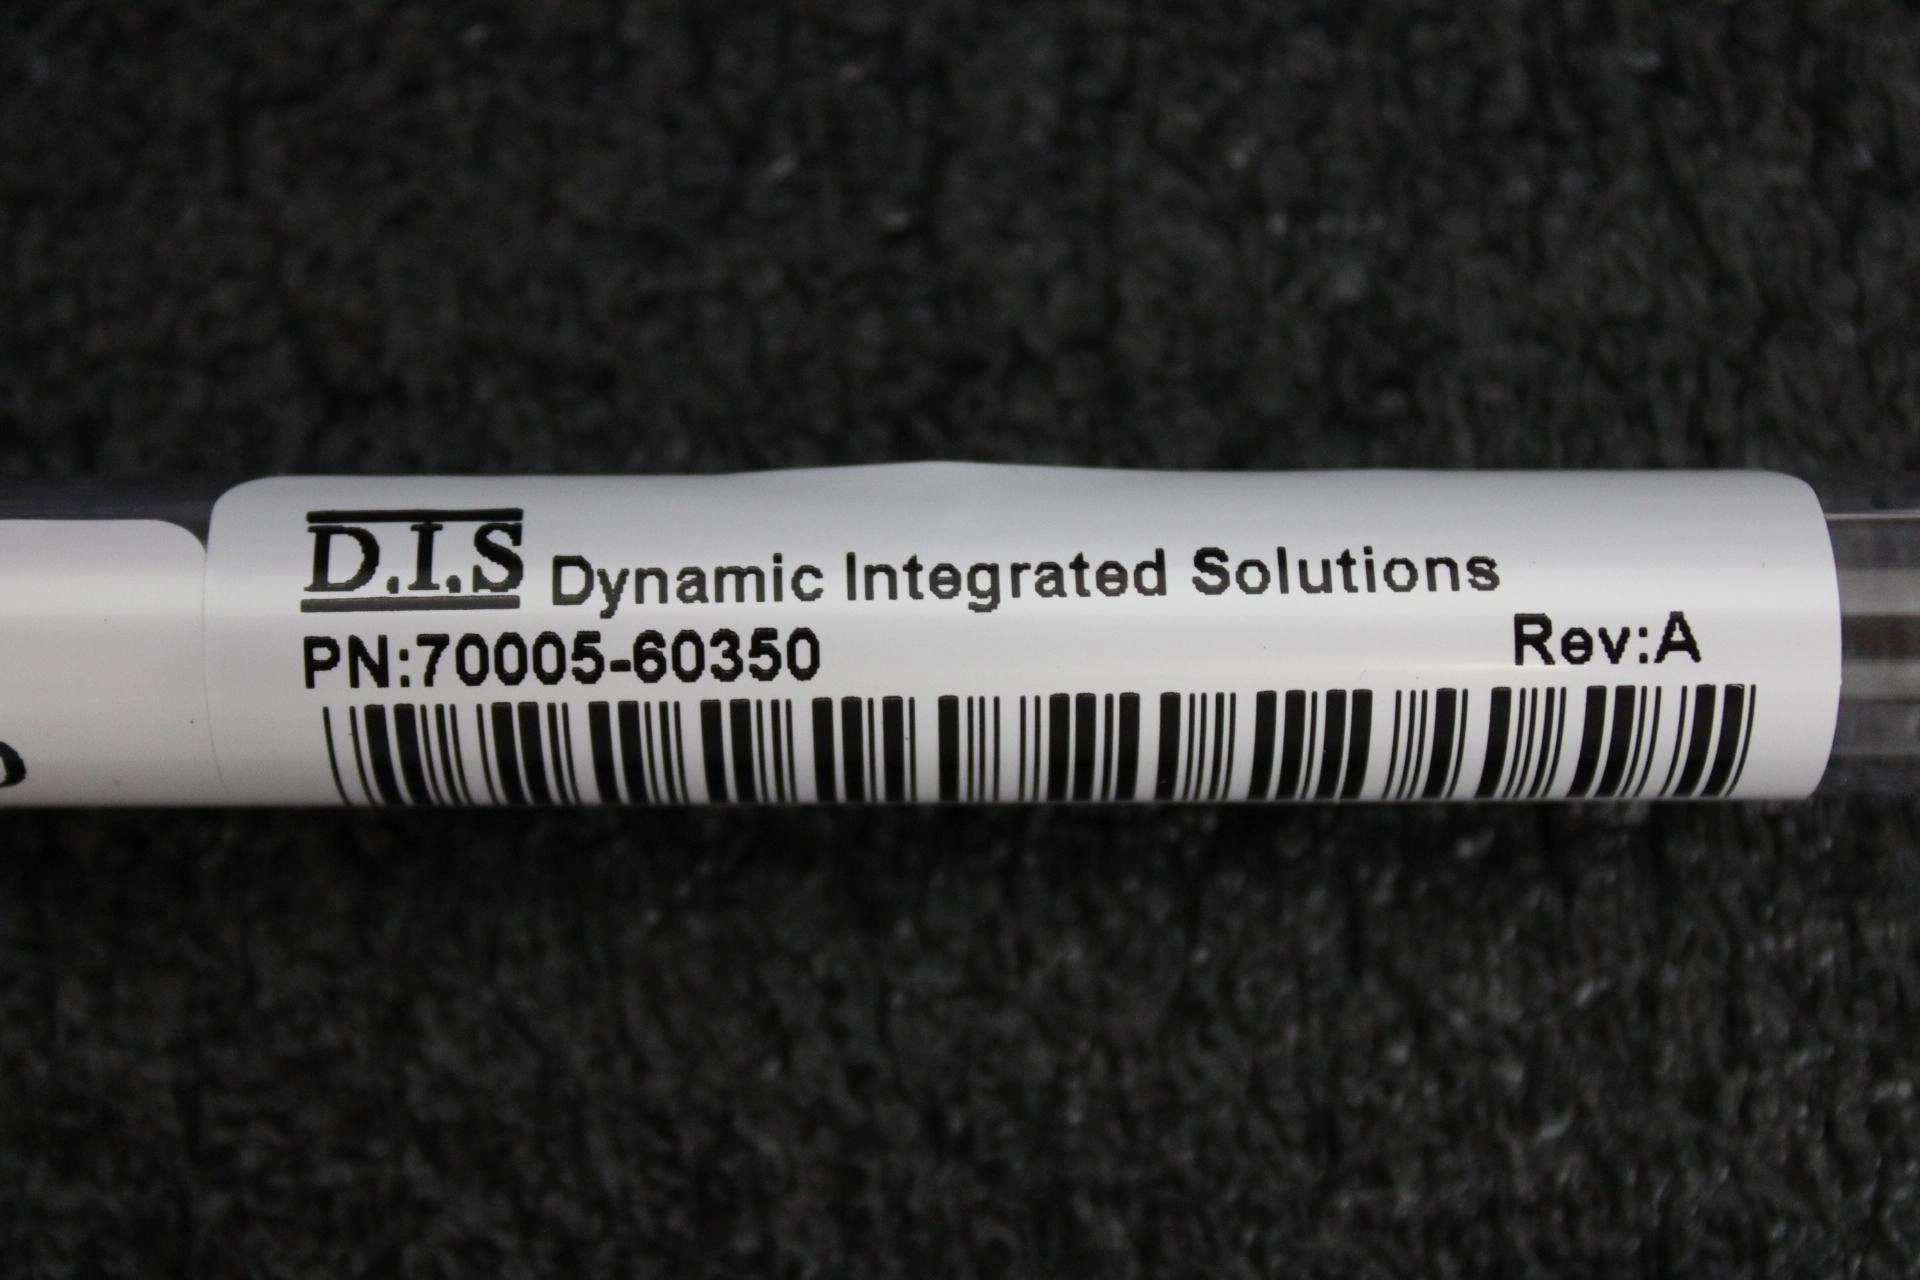 D.I.S Dynamic Integrated Solutions
PN:70005-60350 Rev:A